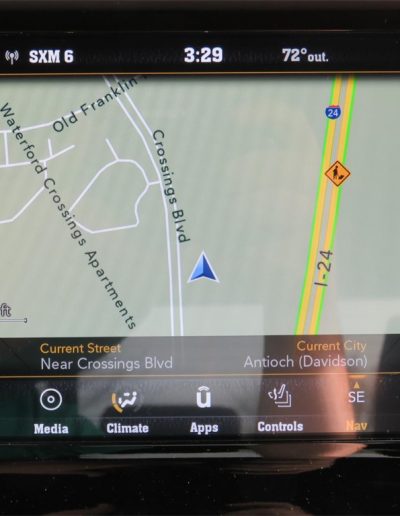 SXM 6 3:29 72° out.
Old Franklin
24
Waterford Crossings Apartments
Crossings Blvd
I-24
ft
Current Street Current City
Near Crossings Blvd Antioch (Davidson)
SE
Media Climate Apps Controls Nav